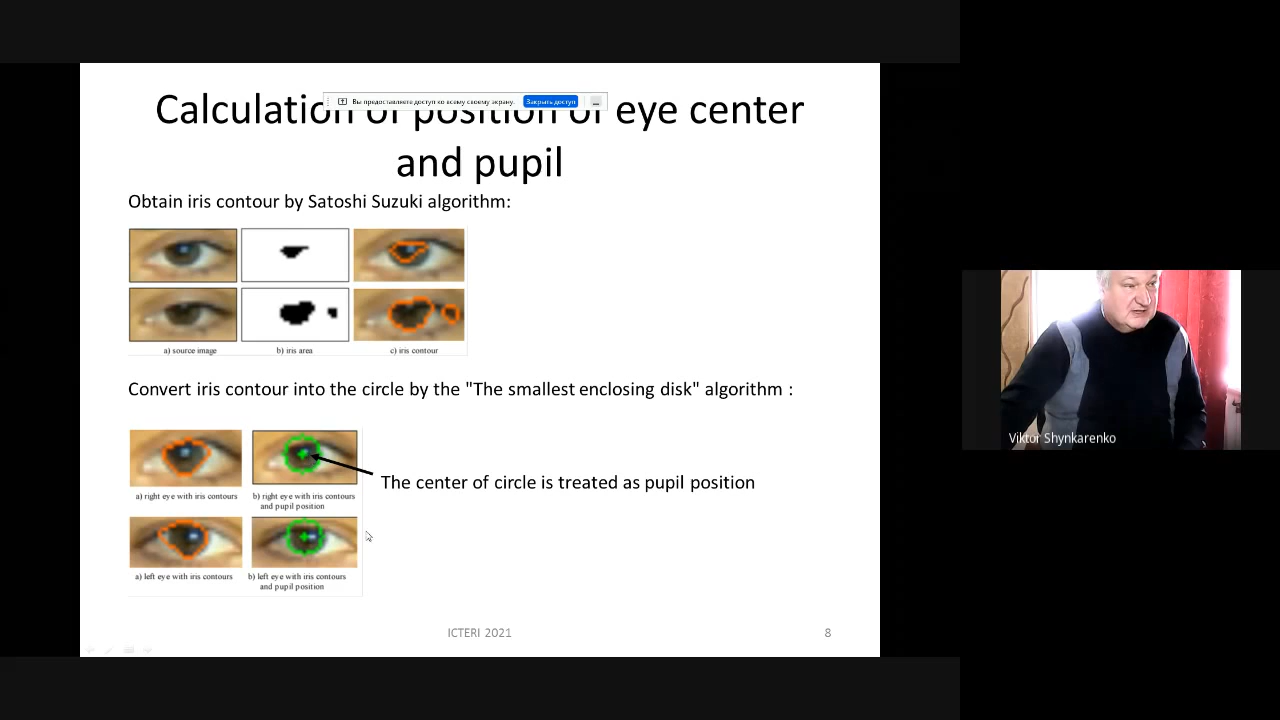 Calculation of position of eye center
Вы предоставляете доступ ко всему своему экрану. Закрыть доступ
and pupil
Obtain iris contour by Satoshi Suzuki algorithm:
a) source image b) iris area c) iris contour
Convert iris contour into the circle by the "The smallest enclosing disk" algorithm :
Viktor Shynkarenko
The center of circle is treated as pupil position
a) right eye with iris contours b) right eye with iris contours
and pupil position
a) left eye with iris contours b) left eye with iris contours
and pupil position
ICTERI 2021 8